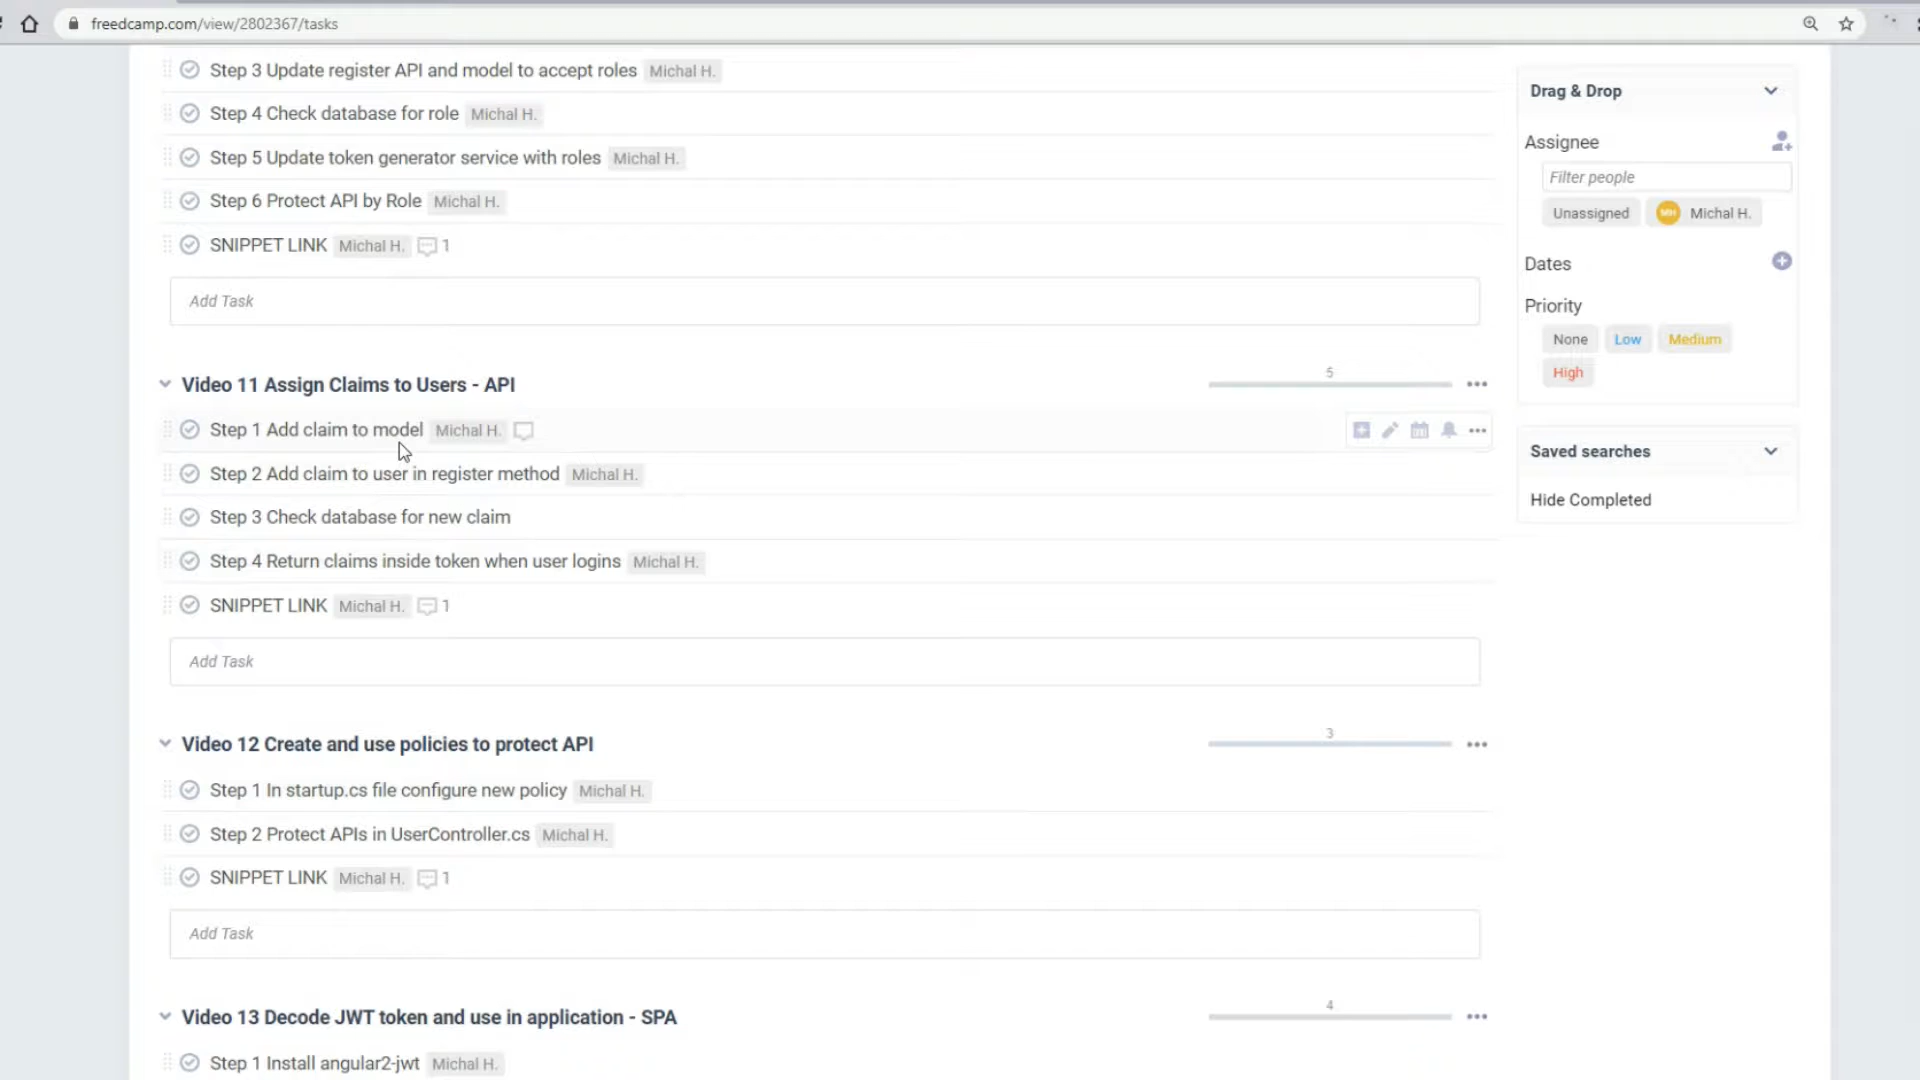 freedcamp.com/view/2802367/tasks
Step 3 Update register API and model to accept roles Michal H.
Step 4 Check database for role Michal H.
Step 5 Update token generator service with roles Michal H.
Step 6 Protect API by Role Michal H.
SNIPPET LINK Michal H. 1
Add Task
Video 11 Assign Claims to Users - API 5
Step 1 Add claim to model Michal H.
Step 2 Add claim to user in register method Michal H.
Step 3 Check database for new claim
Step 4 Return claims inside token when user logins Michal H.
SNIPPET LINK Michal H. 1
Add Task
Video 12 Create and use policies to protect API 3
Step 1 In startup.cs file configure new policy Michal H.
Step 2 Protect APIs in UserController.cs Michal H.
SNIPPET LINK Michal H. 1
Add Task
Video 13 Decode JWT token and use in application - SPA 4
Step 1 Install angular2-jwt Michal H.
Drag & Drop
Assignee
Filter people
Unassigned MH Michal H.
Dates
Priority
None Low Medium
High
Saved searches
Hide Completed